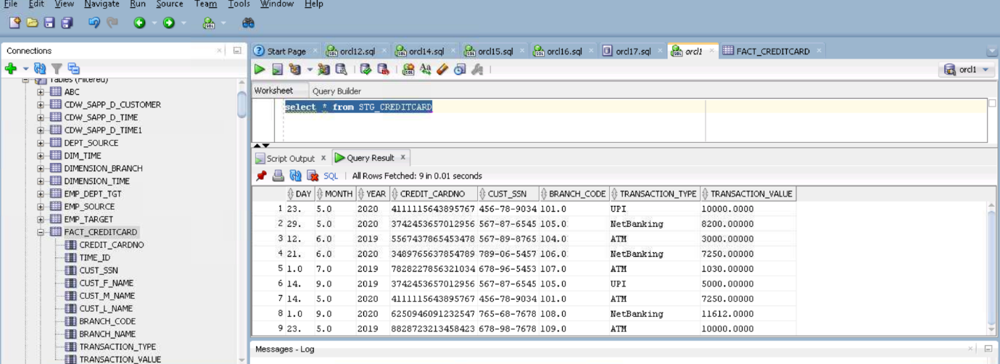 File Edit View Navigate Run Source Team Tools Window Help
Connections
Start Page orcl12.sql orcl14.sql orcl15.sql orcl16.sql orcl17.sql orcl1 FACT_CREDITCARD
orcl1
Tables (Filtered)
ABC
CDW_SAPP_D_CUSTOMER
CDW_SAPP_D_TIME
CDW_SAPP_D_TIME1
DEPT_SOURCE
DIM_TIME
DIMENSION_BRANCH
DIMENSION_TIME
EMP_DEPT_TGT
EMP_SOURCE
EMP_TARGET
FACT_CREDITCARD
CREDIT_CARDNO
TIME_ID
CUST_SSN
CUST_F_NAME
CUST_M_NAME
CUST_L_NAME
BRANCH_CODE
BRANCH_NAME
TRANSACTION_TYPE
TRANSACTION_VALUE
Worksheet Query Builder
select * from STG_CREDITCARD
Script Output Query Result
SQL All Rows Fetched: 9 in 0.01 seconds
DAY MONTH YEAR CREDIT_CARDNO CUST_SSN BRANCH_CODE TRANSACTION_TYPE TRANSACTION_VALUE
1 23. 5.0 2020 4111115643895767 456-78-9034 101.0 UPI 10000.0000
2 29. 5.0 2020 3742453657012956 567-87-6545 105.0 NetBanking 8200.00000
3 12. 6.0 2019 5567437865453478 567-89-8765 104.0 ATM 3000.00000
4 21. 6.0 2020 3489765637854789 789-06-5457 106.0 NetBanking 7250.00000
5 1.0 7.0 2019 7828227856321034 678-96-5453 107.0 ATM 1030.00000
6 14. 9.0 2019 3742453657012956 567-87-6545 105.0 UPI 5000.00000
7 14. 5.0 2020 4111115643895767 456-78-9034 101.0 ATM 7250.00000
8 1.0 9.0 2020 6250946091232547 765-68-7678 108.0 NetBanking 11612.0000
9 23. 5.0 2019 8828723213458423 678-98-7678 109.0 ATM 10000.0000
Messages - Log